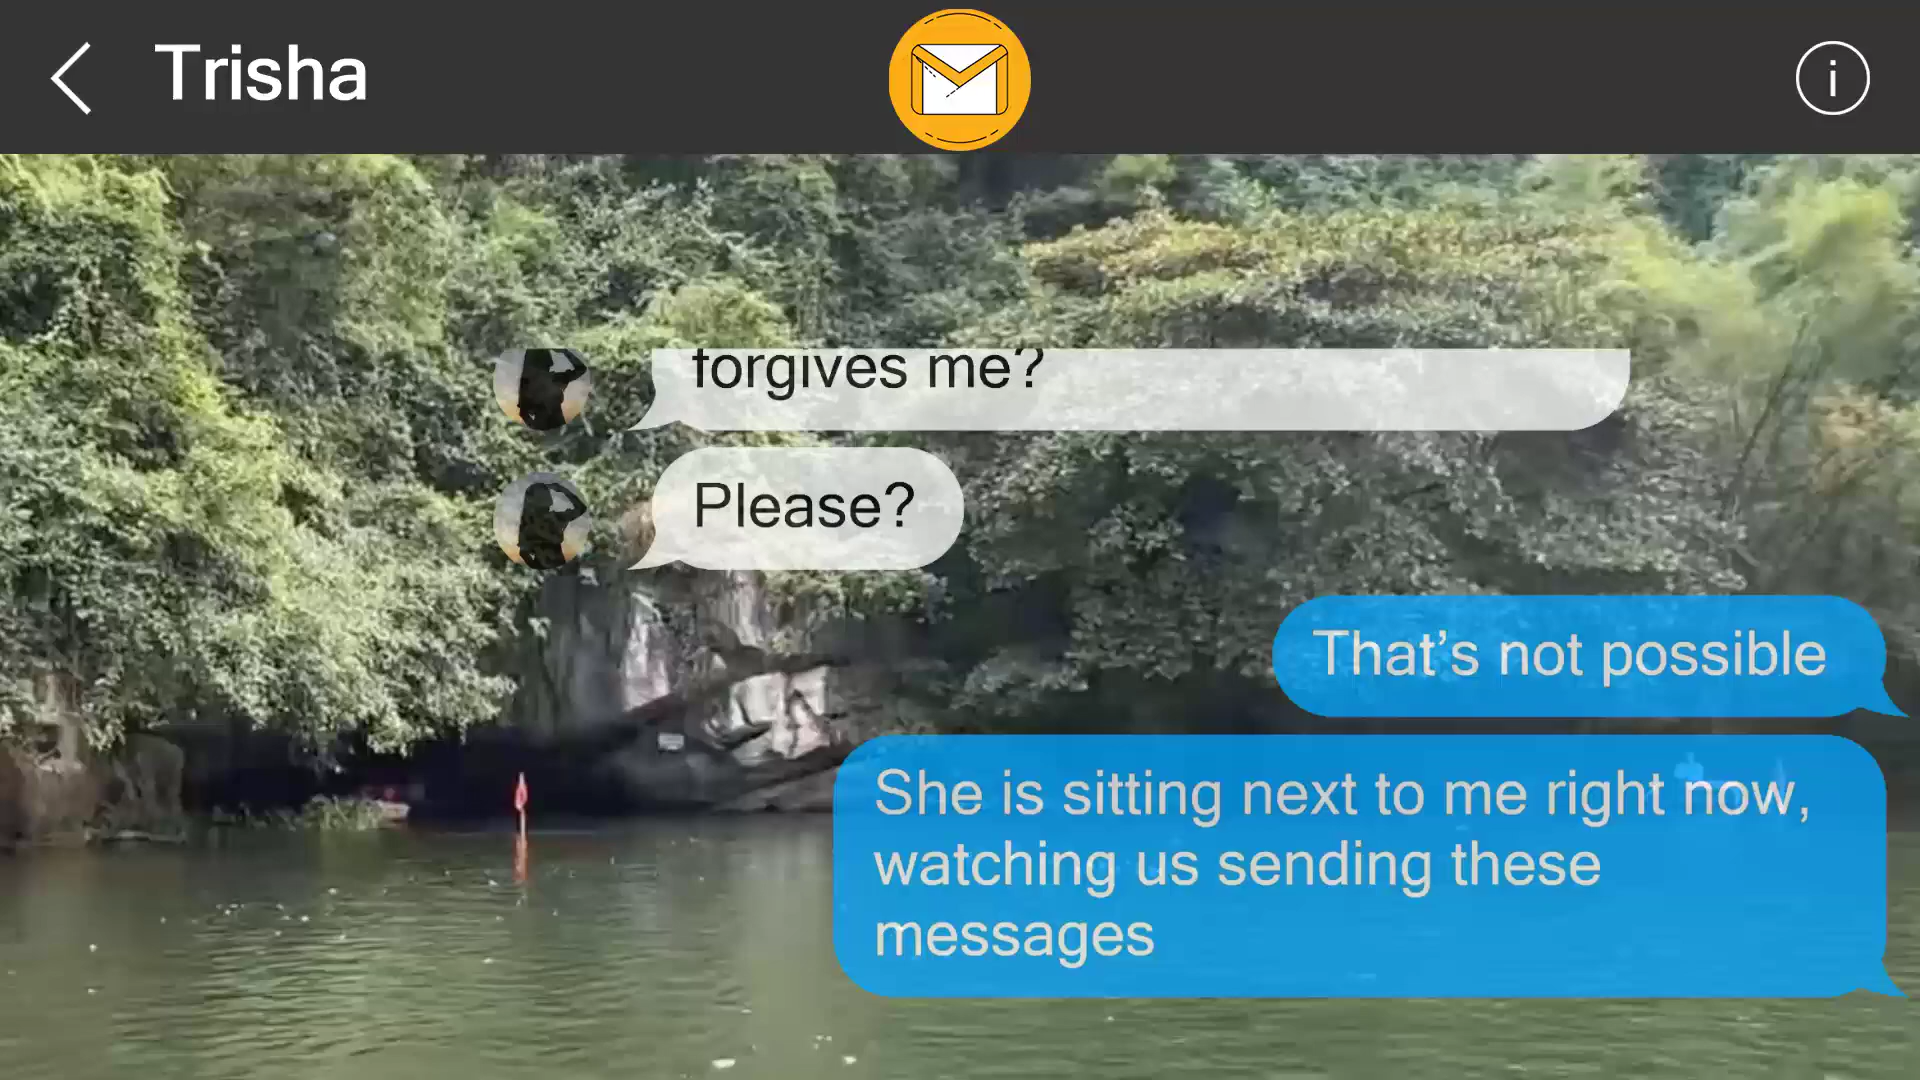 Trisha
forgives me?
Please?
That’s not possible
She is sitting next to me right now,
watching us sending these
messages